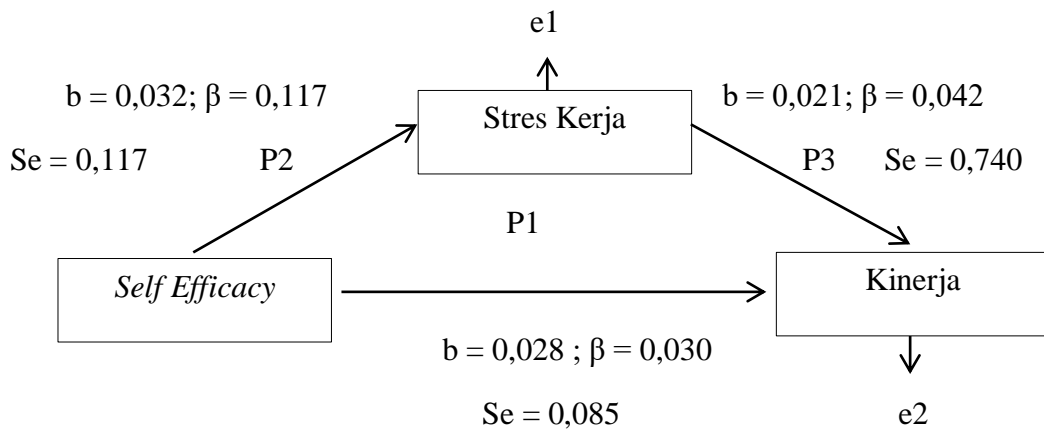 e1
b = 0,032; β = 0,117
b = 0,021; β = 0,042
Stres Kerja
Se = 0,117
P2
P3
Se = 0,740
P1
Self Efficacy
Kinerja
b = 0,028 ; β = 0,030
Se = 0,085
e2